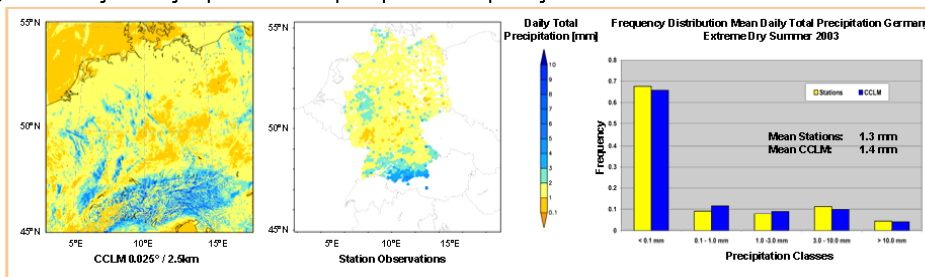 Daily Total
Precipitation [mm]
Frequency Distribution Mean Daily Total Precipitation Germany
Extreme Dry Summer 2003
55°N
50°N
45°N
5°E
10°E
15°E
CCLM 0.025° / 2.5km
55°N
50°N
45°N
5°E
10°E
15°E
Station Observations
10
9
8
7
6
5
4
3
2
1
0.1
Frequency
0.8
0.7
0.6
0.5
0.4
0.3
0.2
0.1
0
Stations CCLM
Mean Stations: 1.3 mm
Mean CCLM: 1.4 mm
< 0.1 mm
0.1 - 1.0 mm
1.0 -3.0 mm
3.0 - 10.0 mm
> 10.0 mm
Precipitation Classes